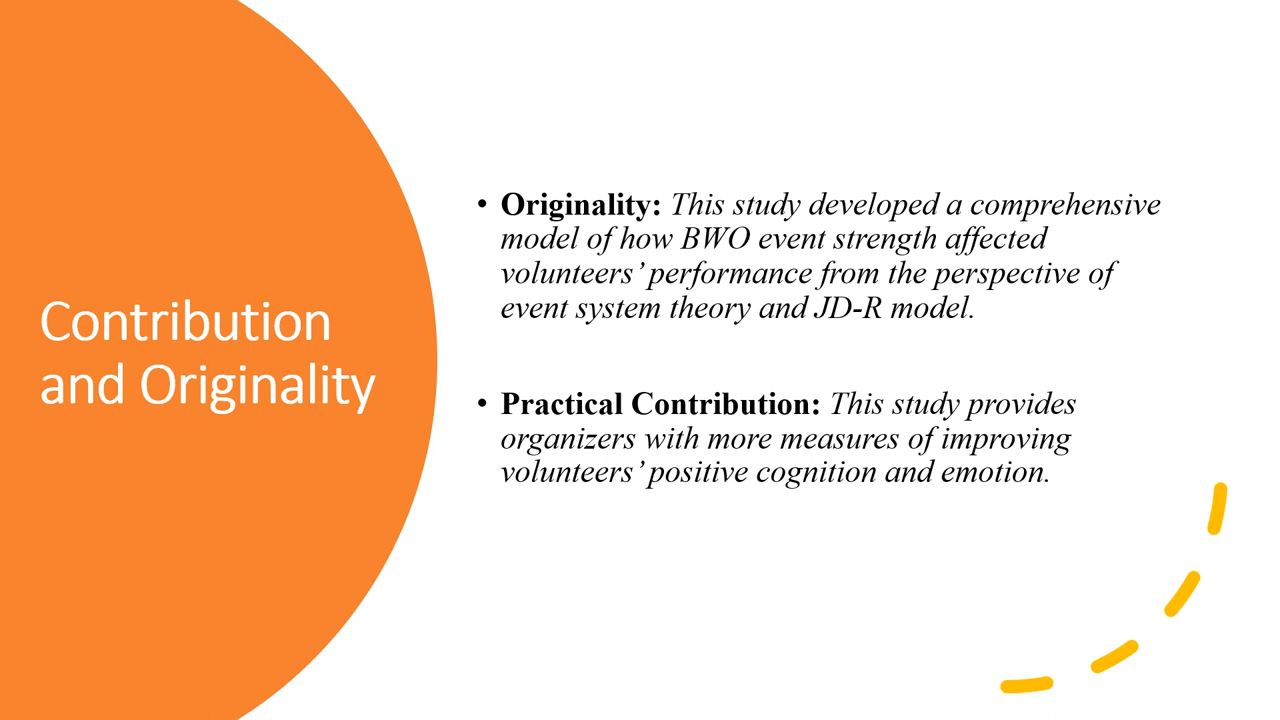 Contribution
and Originality
• Originality: This study developed a comprehensive
model of how BWO event strength affected
volunteers’ performance from the perspective of
event system theory and JD-R model.
• Practical Contribution: This study provides
organizers with more measures of improving
volunteers’ positive cognition and emotion.